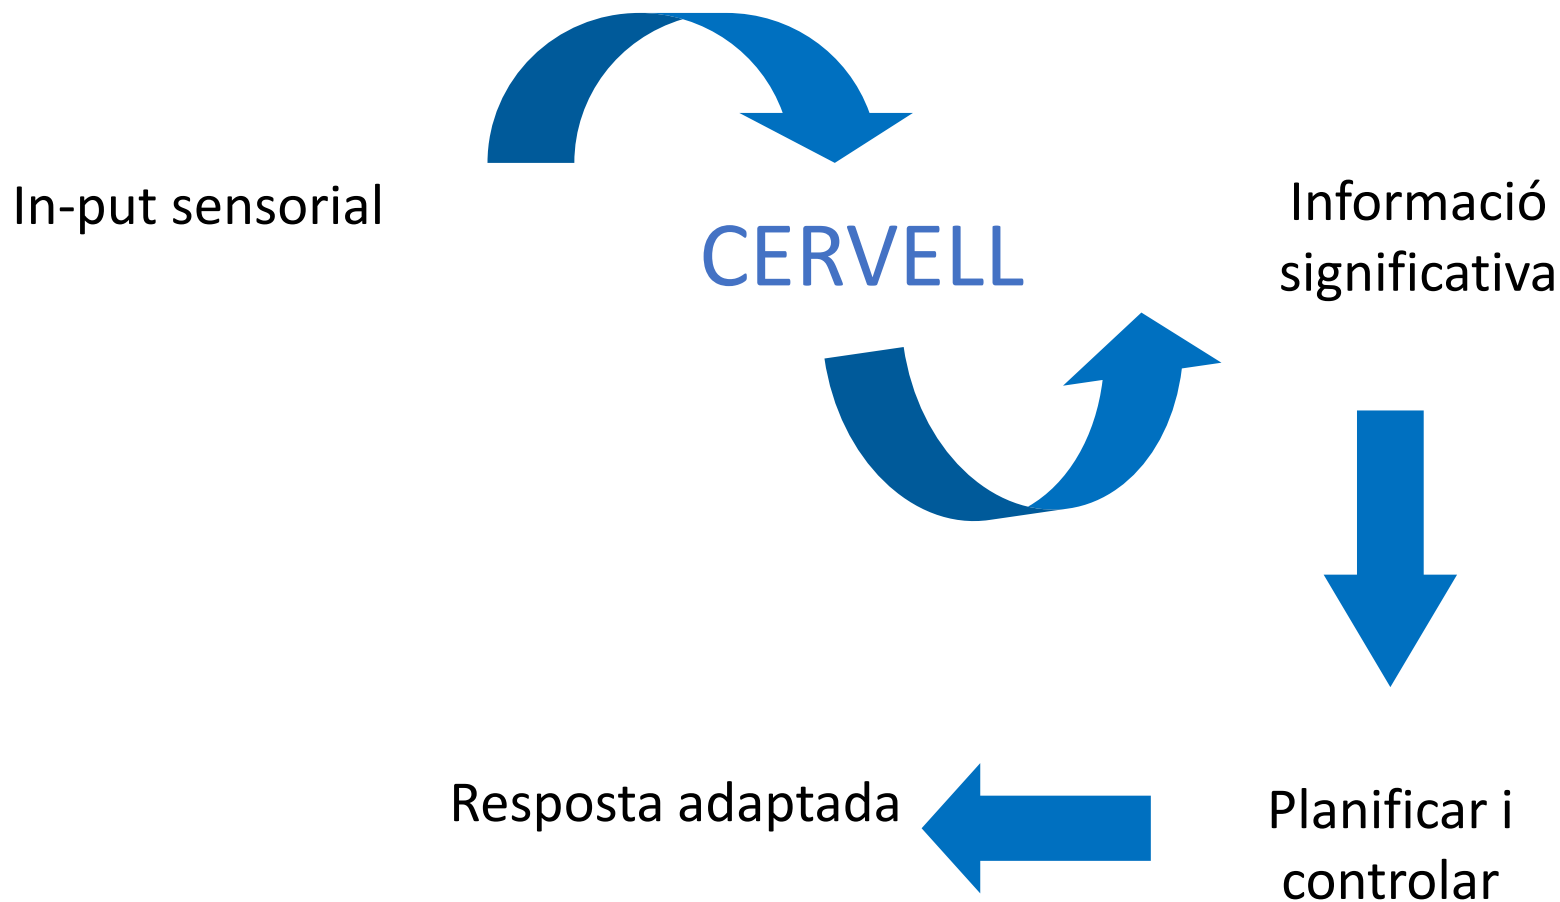 In-put sensorial
CERVELL
Informació
significativa
Planificar i
controlar
Resposta adaptada